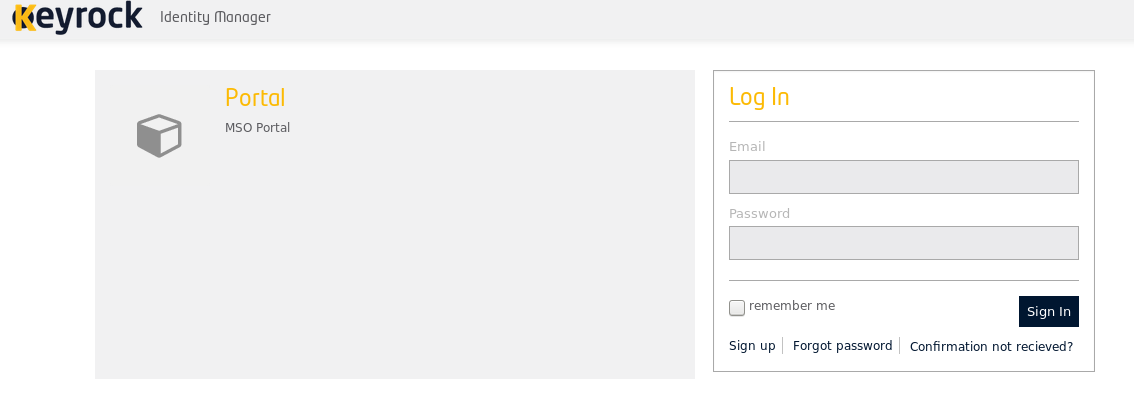 Keyrock Identity Manager
Portal
MSO Portal
Log In
Email
Password
remember me
Sign In
Sign up Forgot password Confirmation not recieved?